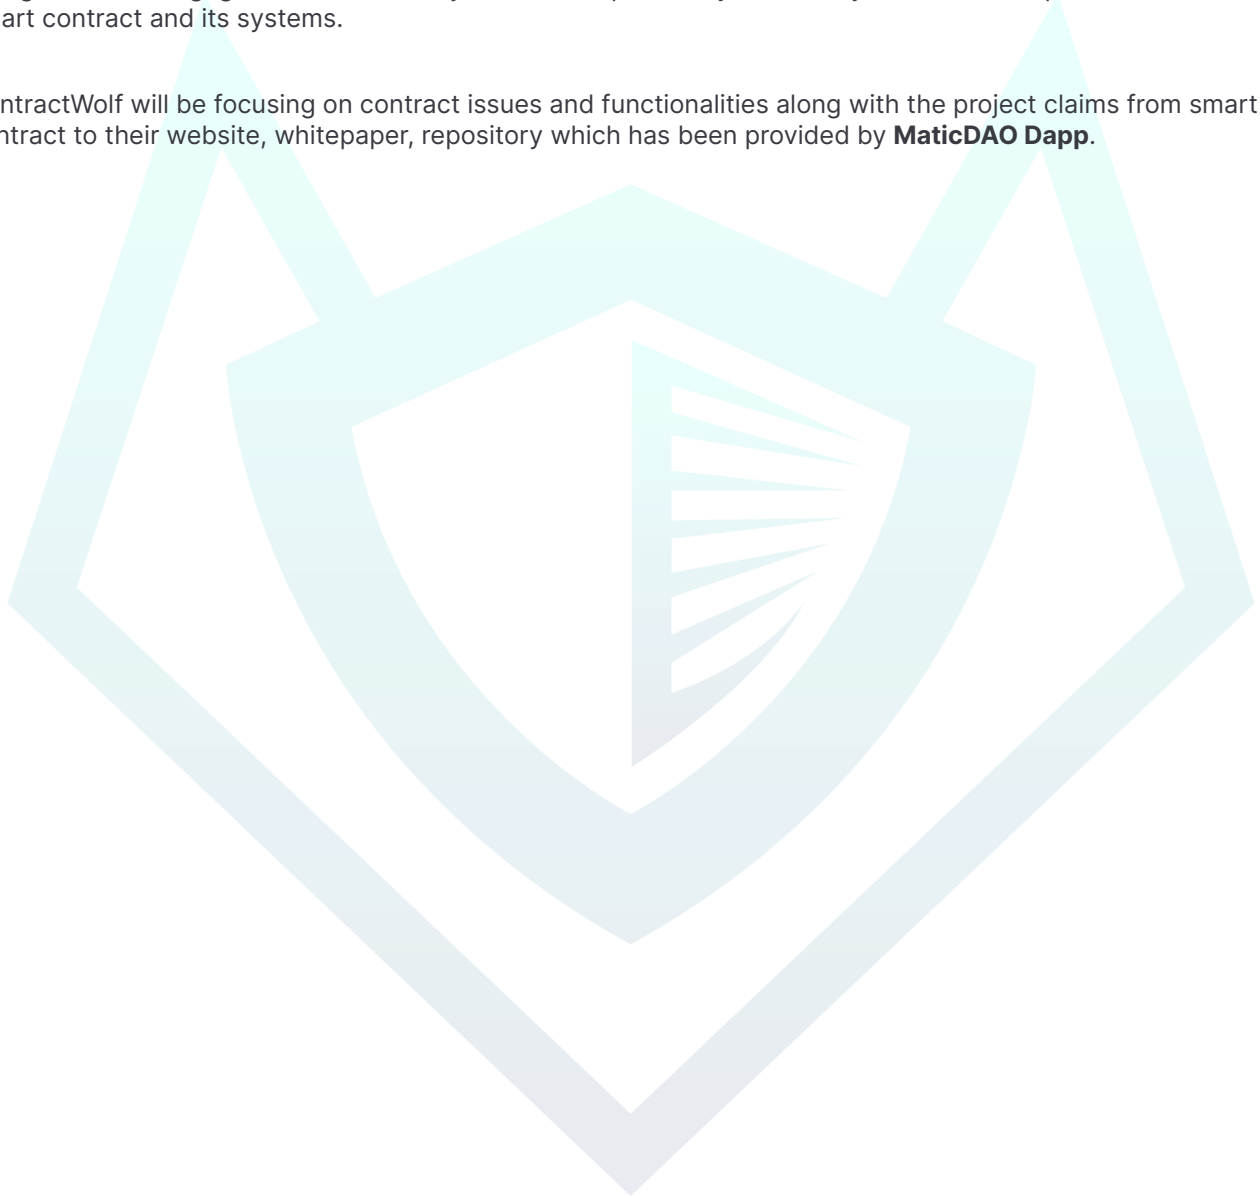 art contract and its systems.
ntractWolf will be focusing on contract issues and functionalities along with the project claims from smart
ntract to their website, whitepaper, repository which has been provided by MaticDAO Dapp.